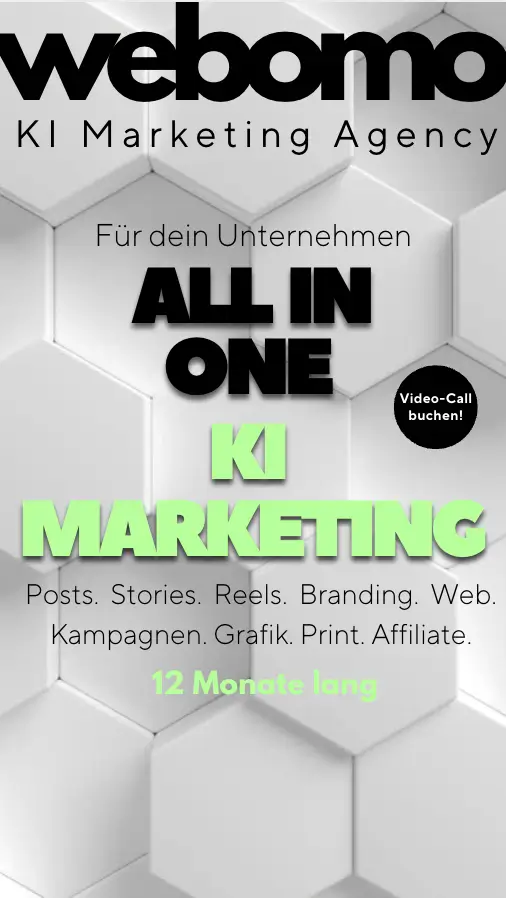 webomo
KI Marketing Agency
Für dein Unternehmen
ALL IN
ONE
Video-Call
buchen!
KI
MARKETING
Posts. Stories. Reels. Branding. Web.
Kampagnen. Grafik. Print. Affiliate.
12 Monate lang